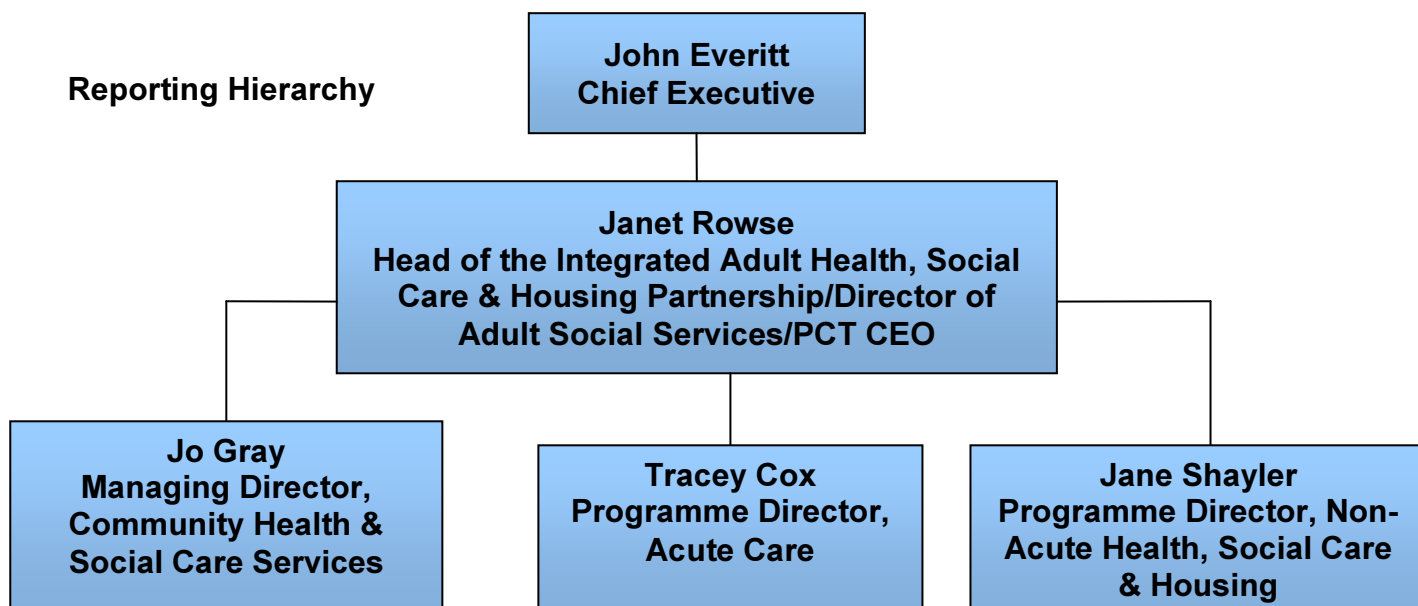 Reporting Hierarchy
John Everitt
Chief Executive
Janet Rowse
Head of the Integrated Adult Health, Social
Care & Housing Partnership/Director of
Adult Social Services/PCT CEO
Jo Gray
Managing Director,
Community Health &
Social Care Services
Tracey Cox
Programme Director,
Acute Care
Jane Shayler
Programme Director, Non-
Acute Health, Social Care
& Housing